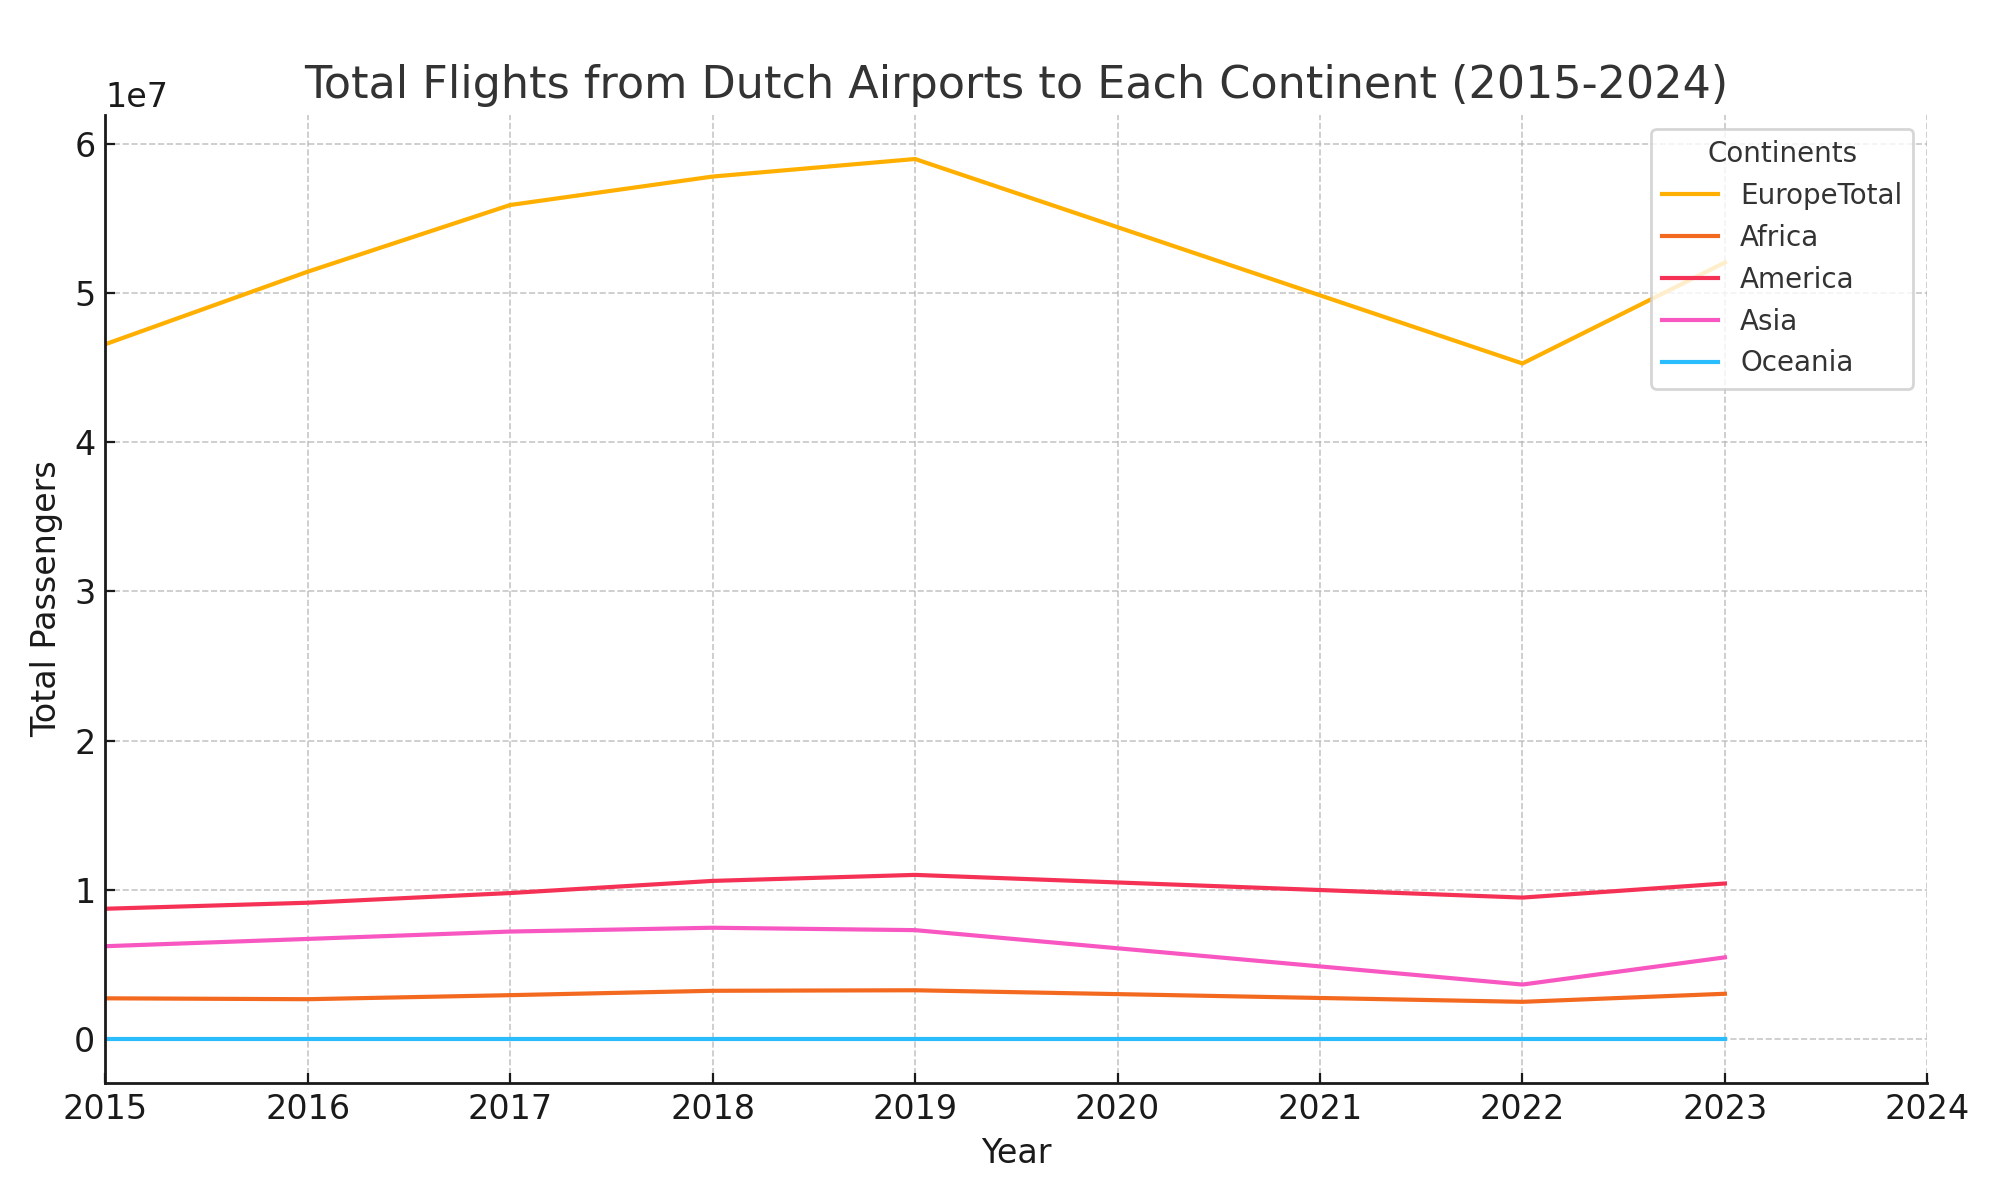 Total Flights from Dutch Airports to Each Continent (2015-2024)
1e7
6
5
4
3
2
1
0
Total Passengers
Continents
EuropeTotal
Africa
America
Asia
Oceania
2015 2016 2017 2018 2019 2020 2021 2022 2023 2024
Year